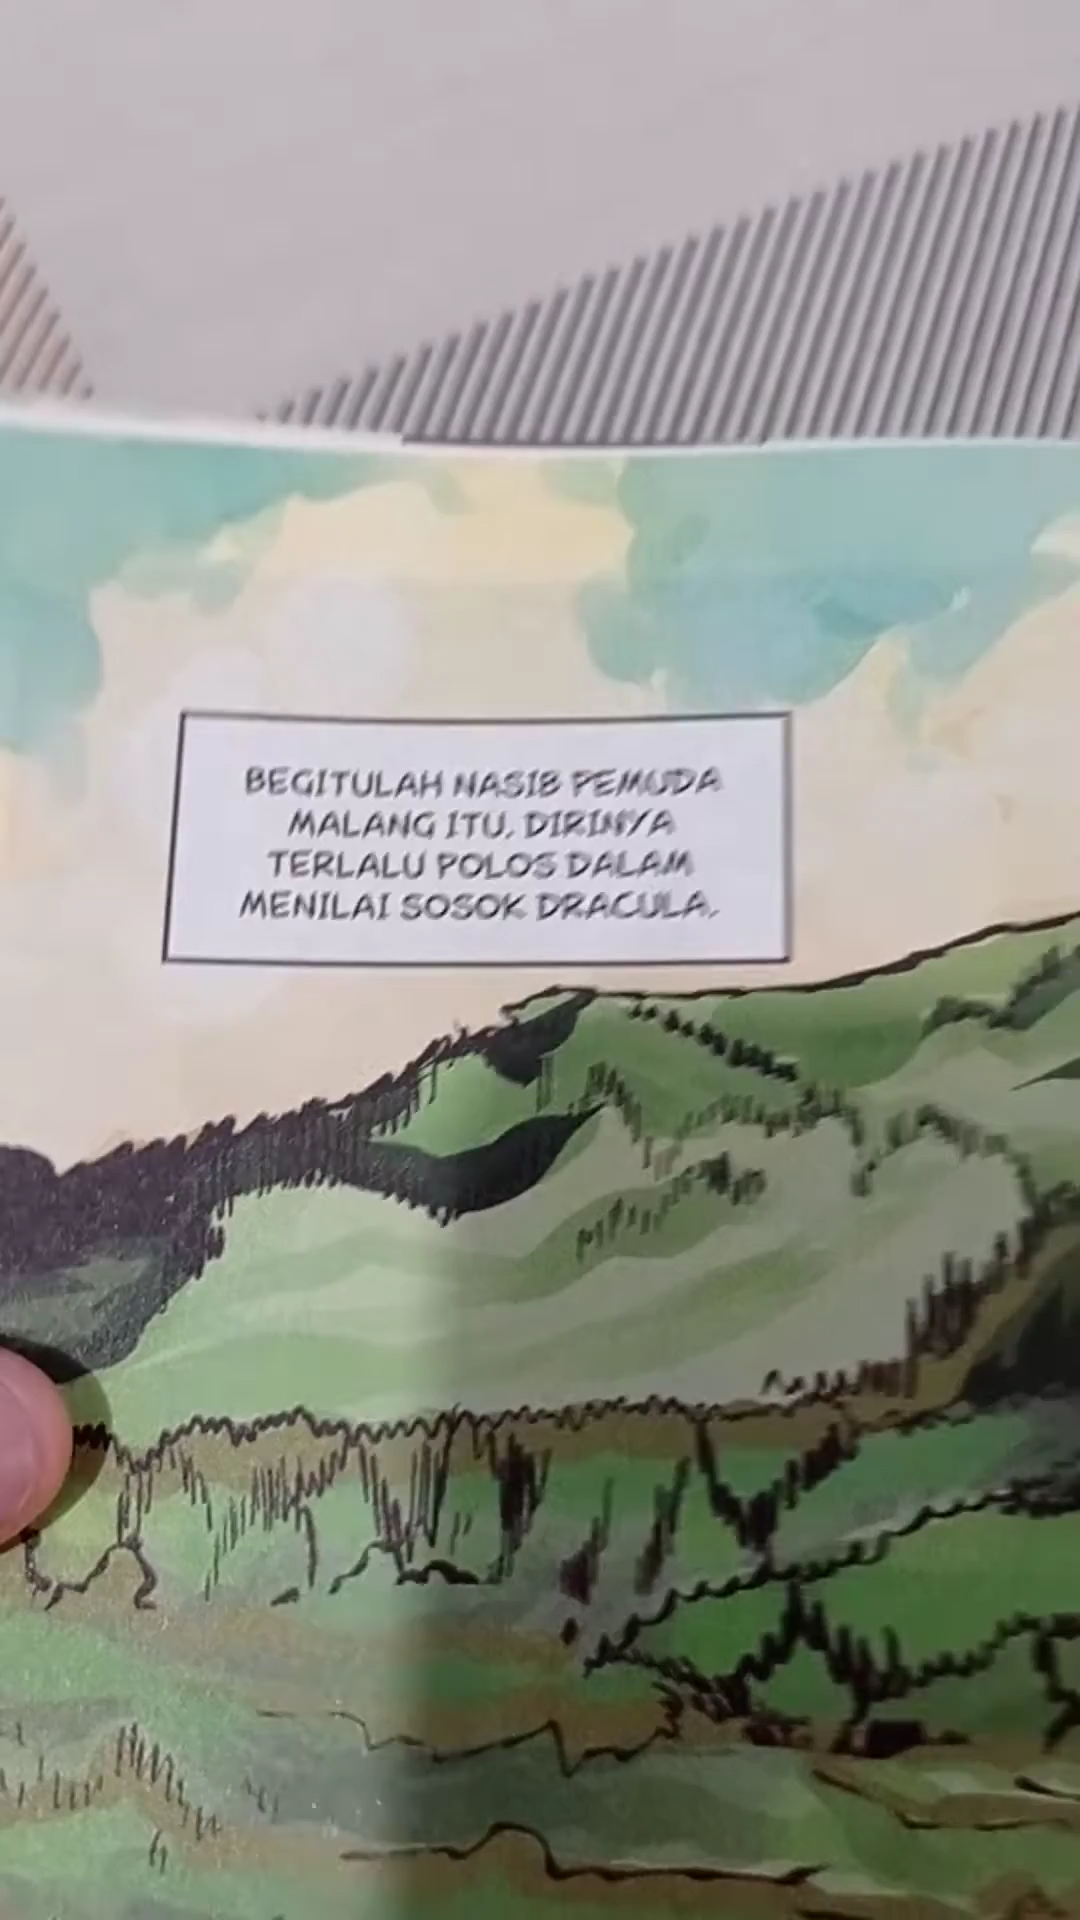 BEGITULAH NASIB PEMUDA
MALANG ITU. DIRINYA
TERLALU POLOS DALAM
MENILAI SOSOK DRACULA.